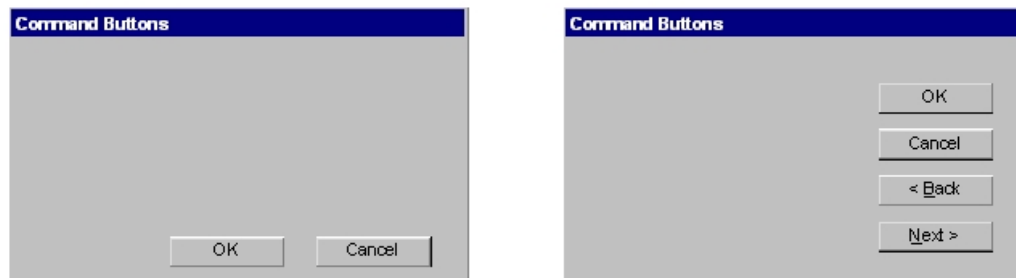 Command Buttons
OK Cancel
Command Buttons
OK
Cancel
< Back
Next >